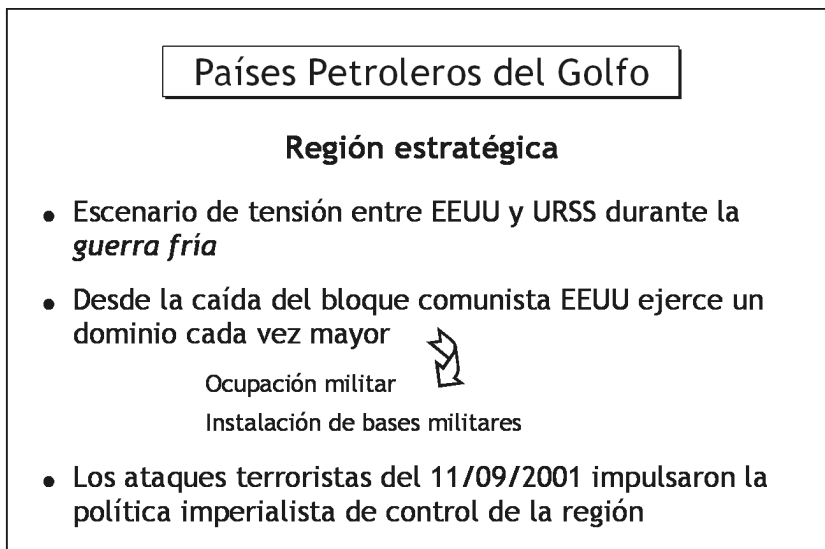 Países Petroleros del Golfo
Región estratégica
• Escenario de tensión entre EEUU y URSS durante la
guerra fría
• Desde la caída del bloque comunista EEUU ejerce un
dominio cada vez mayor
Ocupación militar
Instalación de bases militares
• Los ataques terroristas del 11/09/2001 impulsaron la
política imperialista de control de la región